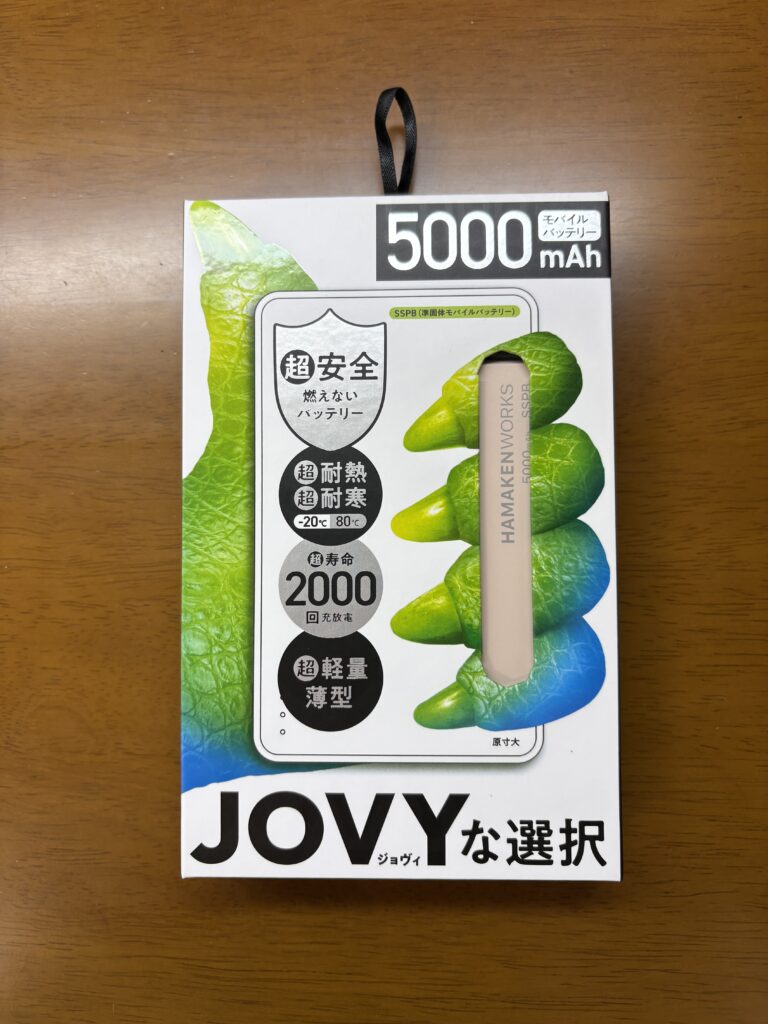 5000
モバイル
バッテリー
mAh
SSPB(準固体モバイルバッテリー)
超安全
燃えない
バッテリー
超耐熱
超耐寒
-20℃ 80℃
超寿命
2000
回充放電
超軽量
薄型
HAMAKENWORKS
5000 SSPB
原寸大
JOVYな選択
ジョヴィ